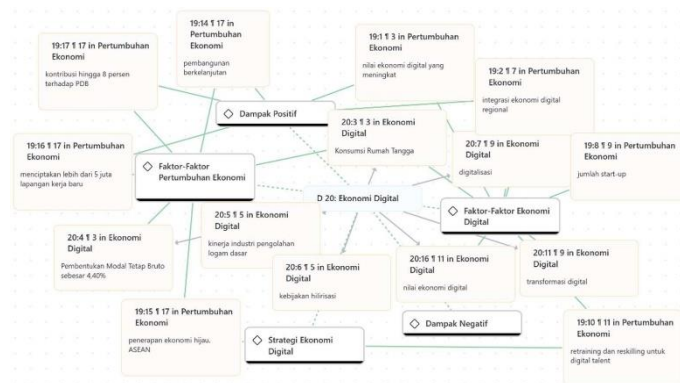 19:14 ¶ 17 in
Pertumbuhan
Ekonomi
pembangunan
berkelanjutan
19:17 ¶ 17 in Pertumbuhan
Ekonomi
kontribusi hingga 8 persen
terhadap PDB
19:1 ¶ 3 in Pertumbuhan
Ekonomi
nilai ekonomi digital yang
meningkat
19:2 ¶ 7 in Pertumbuhan
Ekonomi
integrasi ekonomi digital
regional
◇ Dampak Positif
20:3 ¶ 3 in Ekonomi
Digital
Konsumsi Rumah Tangga
20:7 ¶ 9 in Ekonomi
Digital
digitalisasi
19:8 ¶ 9 in Pertumbuhan
Ekonomi
jumlah start-up
19:16 ¶ 17 in Pertumbuhan
Ekonomi
menciptakan lebih dari 5 juta
lapangan kerja baru
◇ Faktor-Faktor
Pertumbuhan Ekonomi
D 20: Ekonomi Digital
◇ Faktor-Faktor Ekonomi
Digital
20:5 ¶ 5 in Ekonomi
Digital
kinerja industri pengolahan
logam dasar
20:4 ¶ 3 in Ekonomi
Digital
Pembentukan Modal Tetap Bruto
sebesar 4,40%
20:6 ¶ 5 in Ekonomi
Digital
kebijakan hilirisasi
20:16 ¶ 11 in Ekonomi
Digital
nilai ekonomi digital
20:11 ¶ 9 in Ekonomi
Digital
transformasi digital
19:15 ¶ 17 in Pertumbuhan
Ekonomi
penerapan ekonomi hijau.
ASEAN
◇ Strategi Ekonomi
Digital
◇ Dampak Negatif
19:10 ¶ 11 in Pertumbuhan
Ekonomi
retraining dan reskilling untuk
digital talent